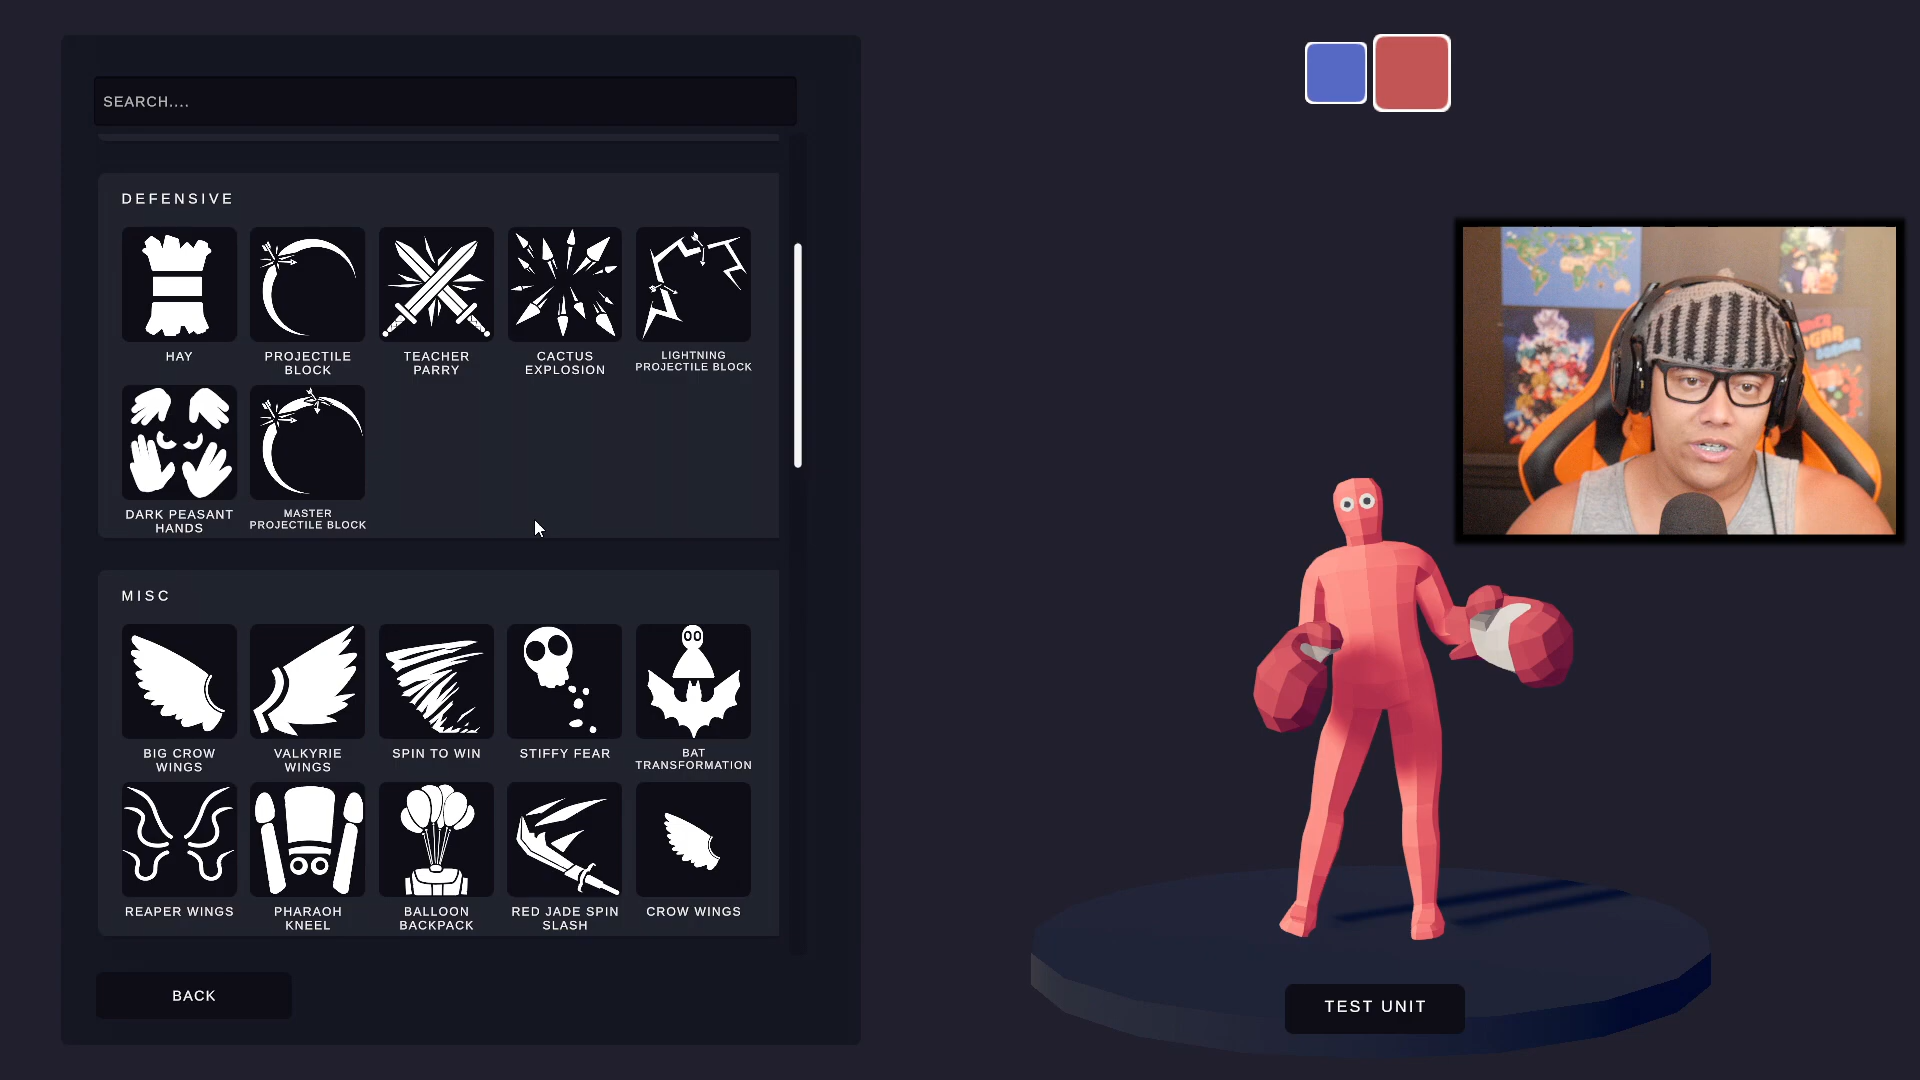 SEARCH....
DEFENSIVE
HAY
PROJECTILE
BLOCK
TEACHER
PARRY
CACTUS
EXPLOSION
LIGHTNING
PROJECTILE BLOCK
DARK PEASANT
HANDS
MASTER
PROJECTILE BLOCK
MISC
BIG CROW
WINGS
VALKYRIE
WINGS
SPIN TO WIN
STIFFY FEAR
BAT
TRANSFORMATION
REAPER WINGS
PHARAOH
KNEEL
BALLOON
BACKPACK
RED JADE SPIN
SLASH
CROW WINGS
BACK
TEST UNIT